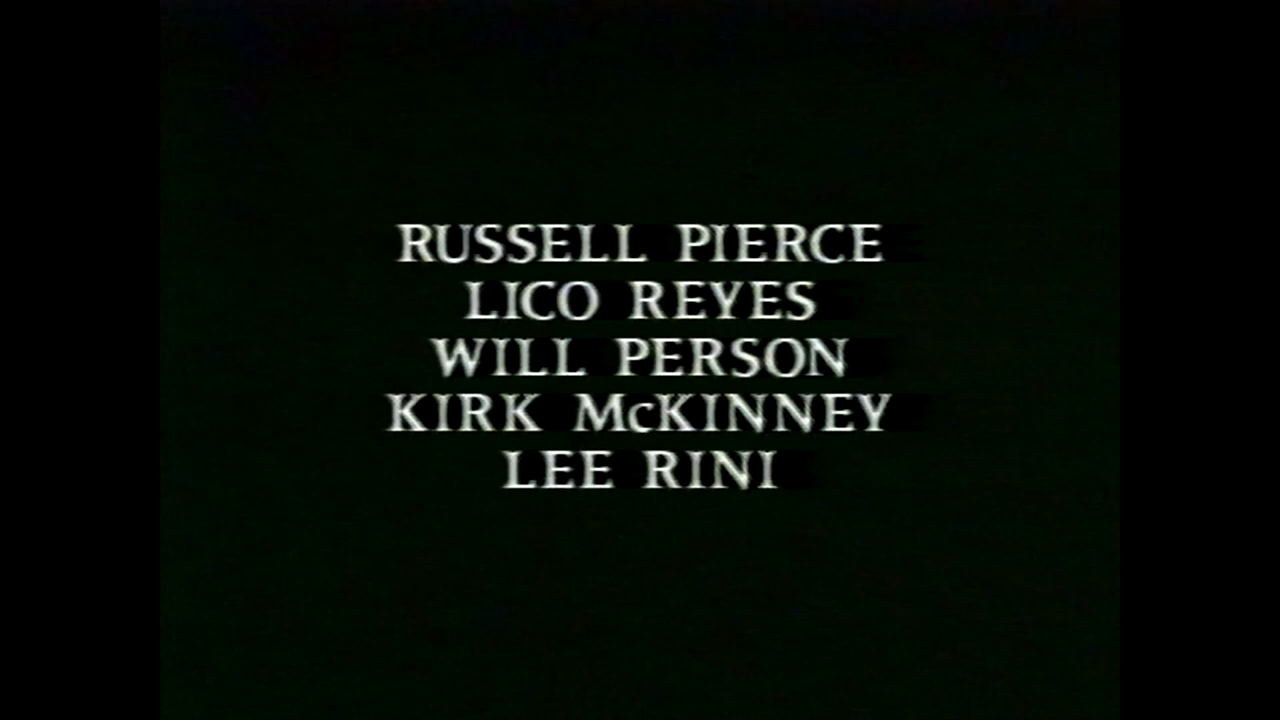 RUSSELL PIERCE
LICO REYES
WILL PERSON
KIRK McKINNEY
LEE RINI